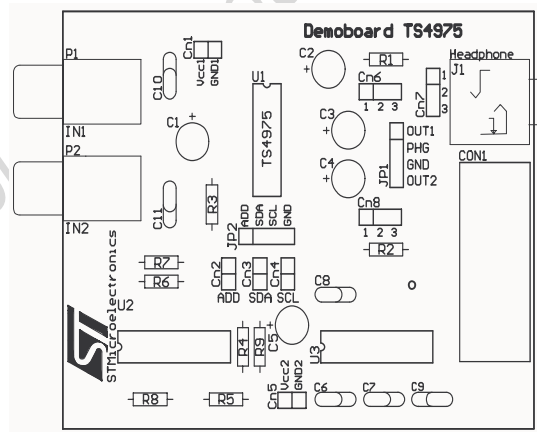 Demoboard TS4975
P1
Cn1
Vcc1
GND1
C10
IN1
P2
C11
IN2
C1
U1
TS4975
C2
R1
Headphone
J1
Cn6
1 2 3
Cn7
1
2
3
C3
C4
OUT1
PHG
GND
OUT2
JP1
CON1
Cn8
1 2 3
R2
R3
ADD
SDA
SCL
GND
JP2
R7
R6
Cn2
Cn3
Cn4
ADD SDA SCL
C8
STMicroelectronics
ST
U2
R4
R9
C5
U3
R8
R5
Cn5
Vcc2
GND2
C6
C7
C9